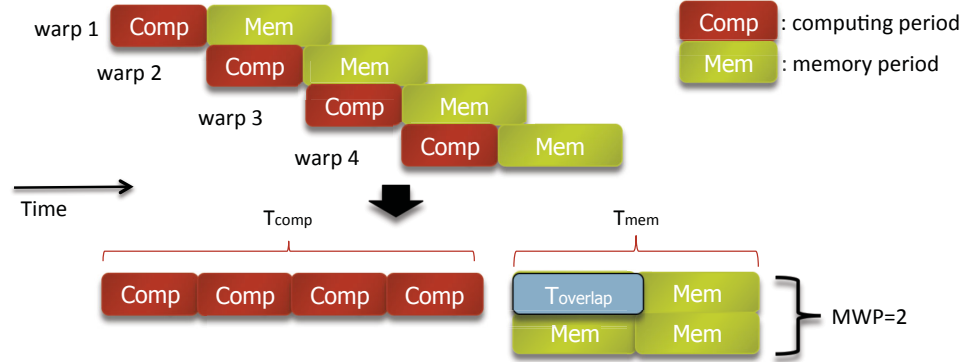 warp 1 Comp Mem
Comp : computing period
warp 2 Comp Mem
Mem : memory period
warp 3 Comp Mem
warp 4 Comp Mem
Time
Tcomp Tmem
Comp Comp Comp Comp Toverlap Mem
Mem Mem
MWP=2